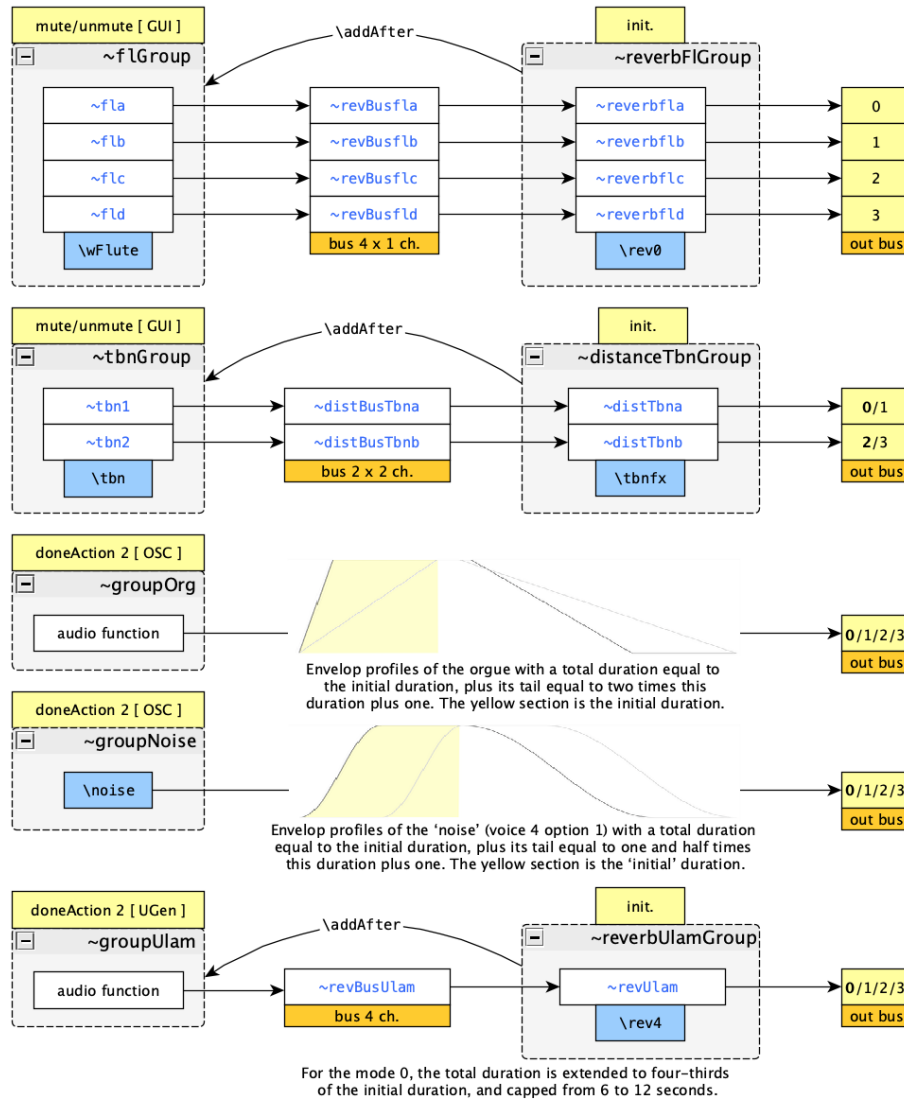 mute/unmute [ GUI ]
init.
\addAfter
~flGroup
~reverbFlGroup
~fla
~revBusfla
~reverbfla
0
~flb
~revBusflb
~reverbflb
1
~flc
~revBusflc
~reverbflc
2
~fld
~revBusfld
~reverbfld
3
\wFlute
bus 4 x 1 ch.
\rev0
out bus
mute/unmute [ GUI ]
init.
\addAfter
~tbnGroup
~distanceTbnGroup
~tbn1
~distBusTbna
~distTbna
0/1
~tbn2
~distBusTbnb
~distTbnb
2/3
\tbn
bus 2 x 2 ch.
\tbnfx
out bus
doneAction 2 [ OSC ]
~groupOrg
audio function
0/1/2/3
out bus
Envelop profiles of the orgue with a total duration equal to
the initial duration, plus its tail equal to two times this
duration plus one. The yellow section is the initial duration.
doneAction 2 [ OSC ]
~groupNoise
\noise
0/1/2/3
out bus
Envelop profiles of the ‘noise’ (voice 4 option 1) with a total duration
equal to the initial duration, plus its tail equal to one and half times
this duration plus one. The yellow section is the ‘initial’ duration.
doneAction 2 [ UGen ]
init.
\addAfter
~groupUlam
~reverbUlamGroup
audio function
~revBusUlam
~revUlam
0/1/2/3
bus 4 ch.
\rev4
out bus
For the mode 0, the total duration is extended to four-thirds
of the initial duration, and capped from 6 to 12 seconds.